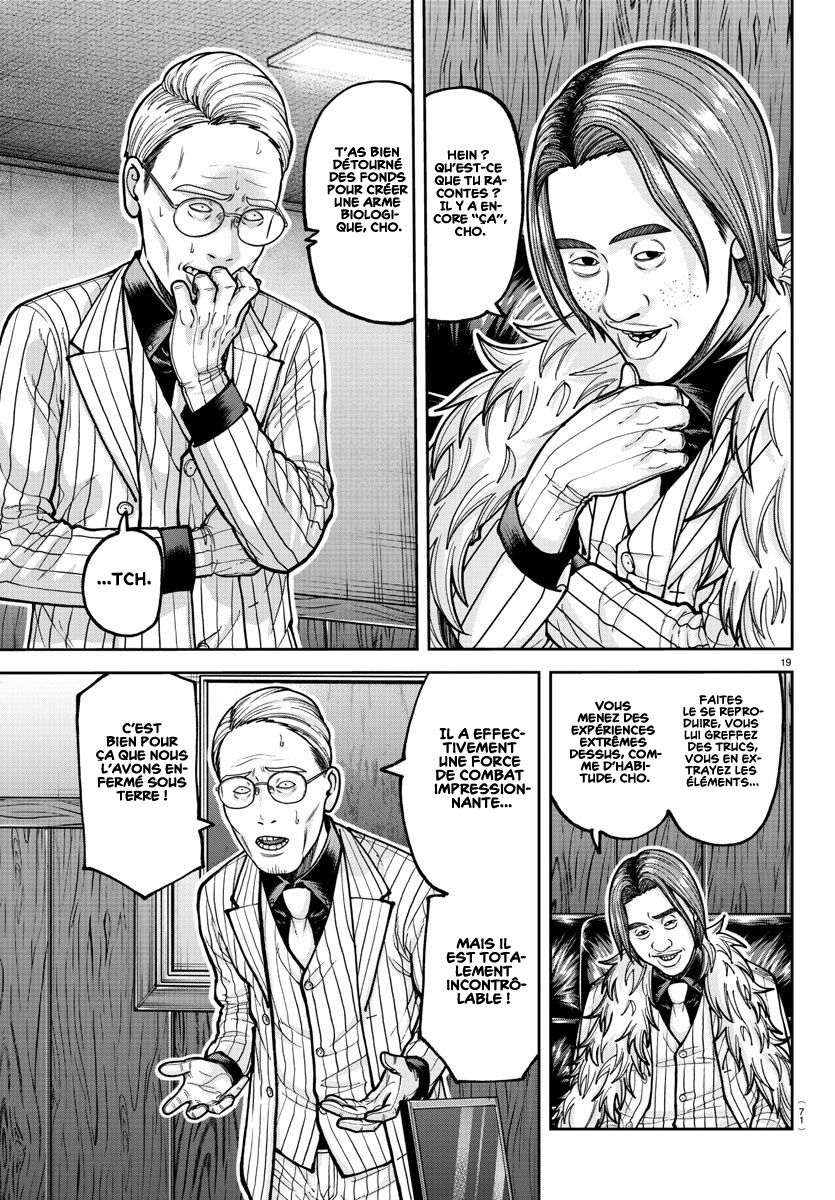 HEIN ?
QU'EST-CE
QUE TU RA-
CONTES ?
IL Y A EN-
CORE "ÇA",
CHO.
T'AS BIEN
DÉTOURNÉ
DES FONDS
POUR CRÉER
UNE ARME
BIOLOGI-
QUE, CHO.
...TCH.
19
FAITES
LE SE REPRO-
DUIRE, VOUS
LUI GREFFEZ
DES TRUCS,
VOUS EN EX-
TRAYEZ LES
ÉLÉMENTS...
VOUS
MENEZ DES
EXPÉRIENCES
EXTRÊMES
DESSUS, COM-
ME D'HABI-
TUDE, CHO.
IL A EFFEC-
TIVEMENT
UNE FORCE
DE COMBAT
IMPRESSION-
NANTE...
MAIS IL
EST TOTA-
LEMENT
INCONTRÔ-
LABLE !
C'EST
BIEN POUR
ÇA QUE NOUS
L'AVONS EN-
FERMÉ SOUS
TERRE !
(71)